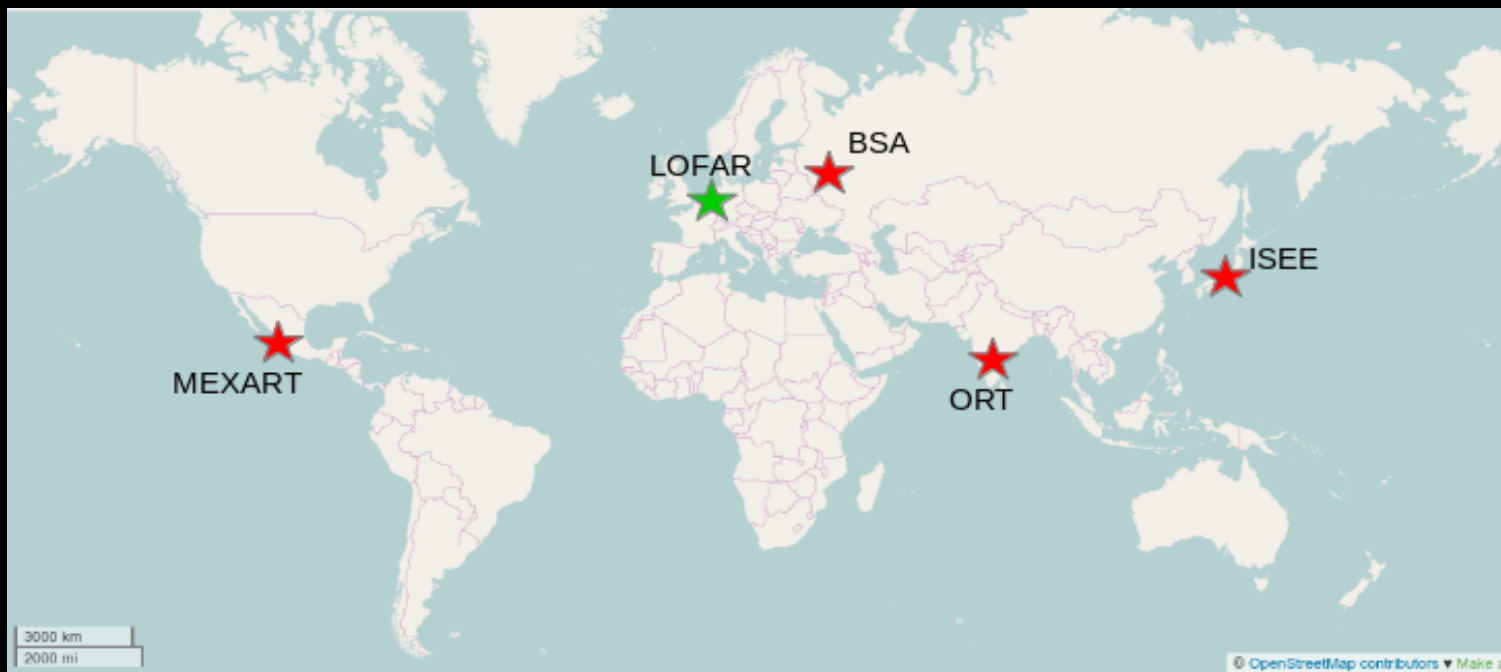 BSA
LOFAR
ISEE
MEXART
ORT
3000 km
2000 mi
© OpenStreetMap contributors ♥ Make